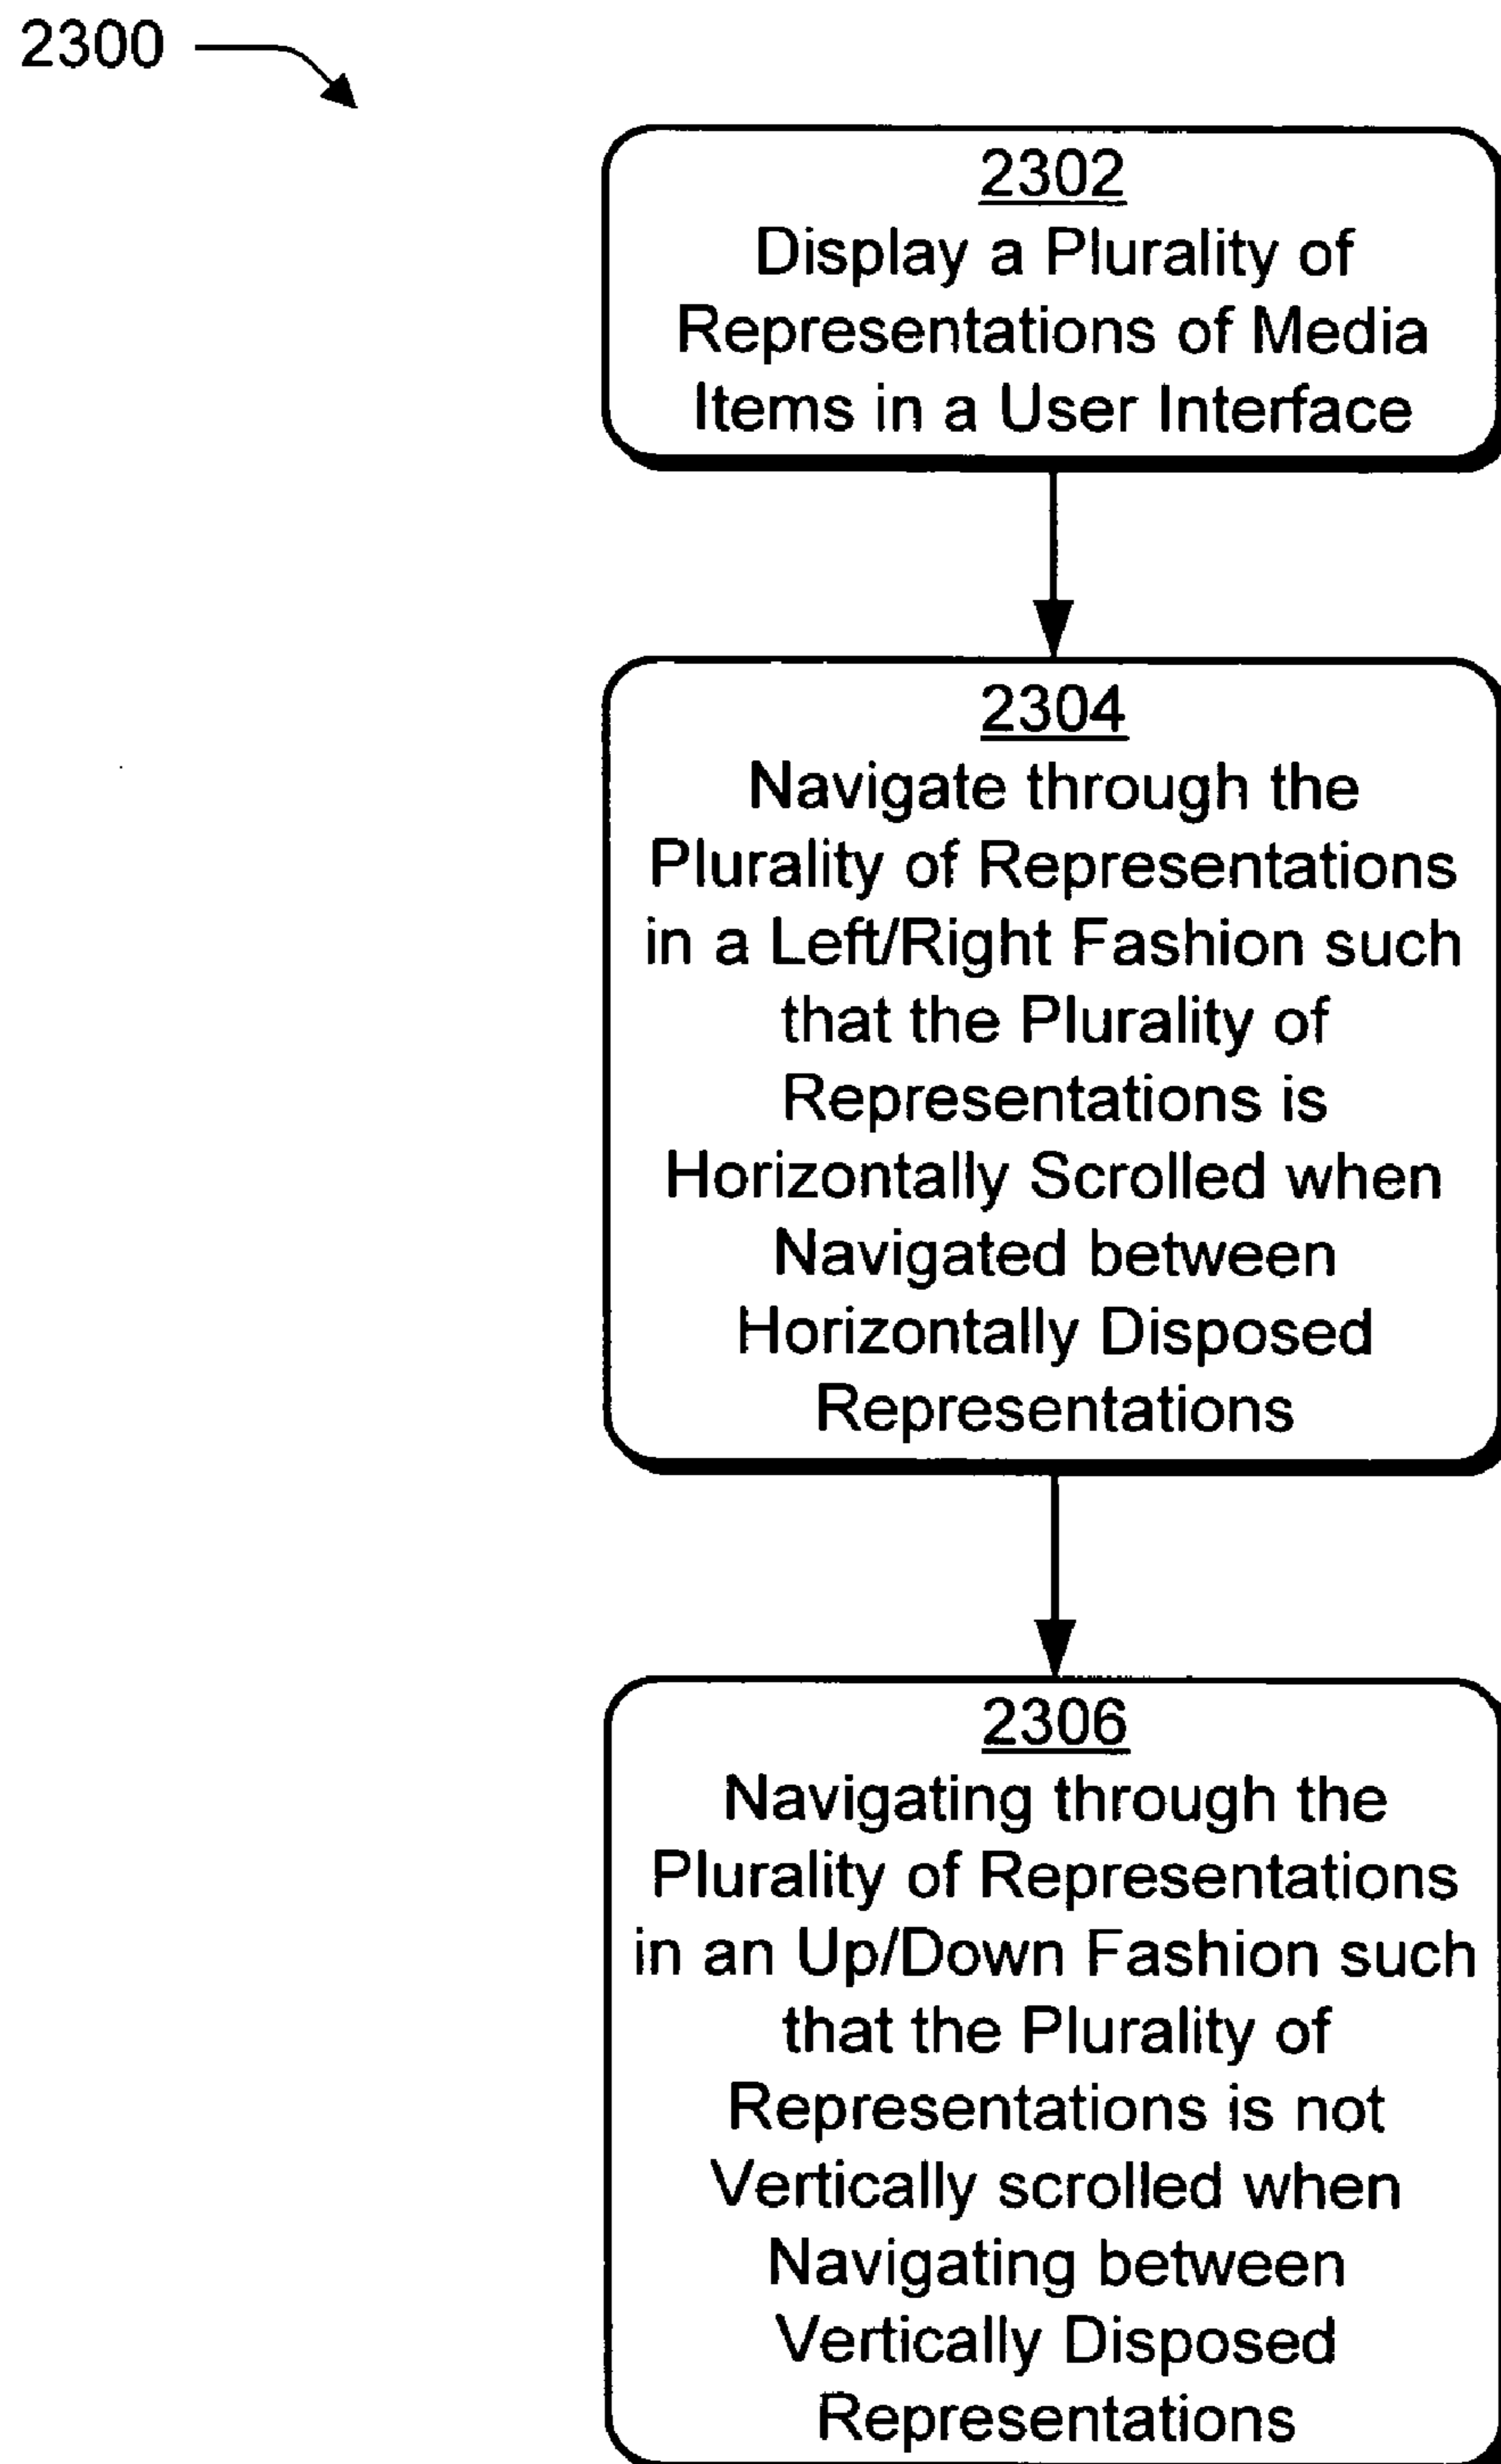 2300
2302
Display a Plurality of
Representations of Media
Items in a User Interface
2304
Navigate through the
Plurality of Representations
in a Left/Right Fashion such
that the Plurality of
Representations is
Horizontally Scrolled when
Navigated between
Horizontally Disposed
Representations
2306
Navigating through the
Plurality of Representations
in an Up/Down Fashion such
that the Plurality of
Representations is not
Vertically scrolled when
Navigating between
Vertically Disposed
Representations